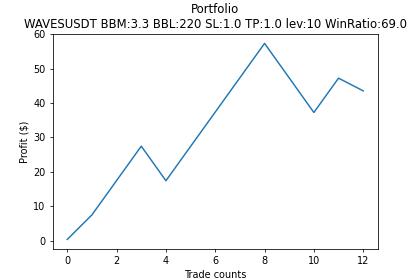 Portfolio
WAVESUSDT BBM:3.3 BBL:220 SL:1.0 TP:1.0 lev:10 WinRatio:69.0
60
50
40
30
20
10
0
Profit ($)
0 2 4 6 8 10 12
Trade counts